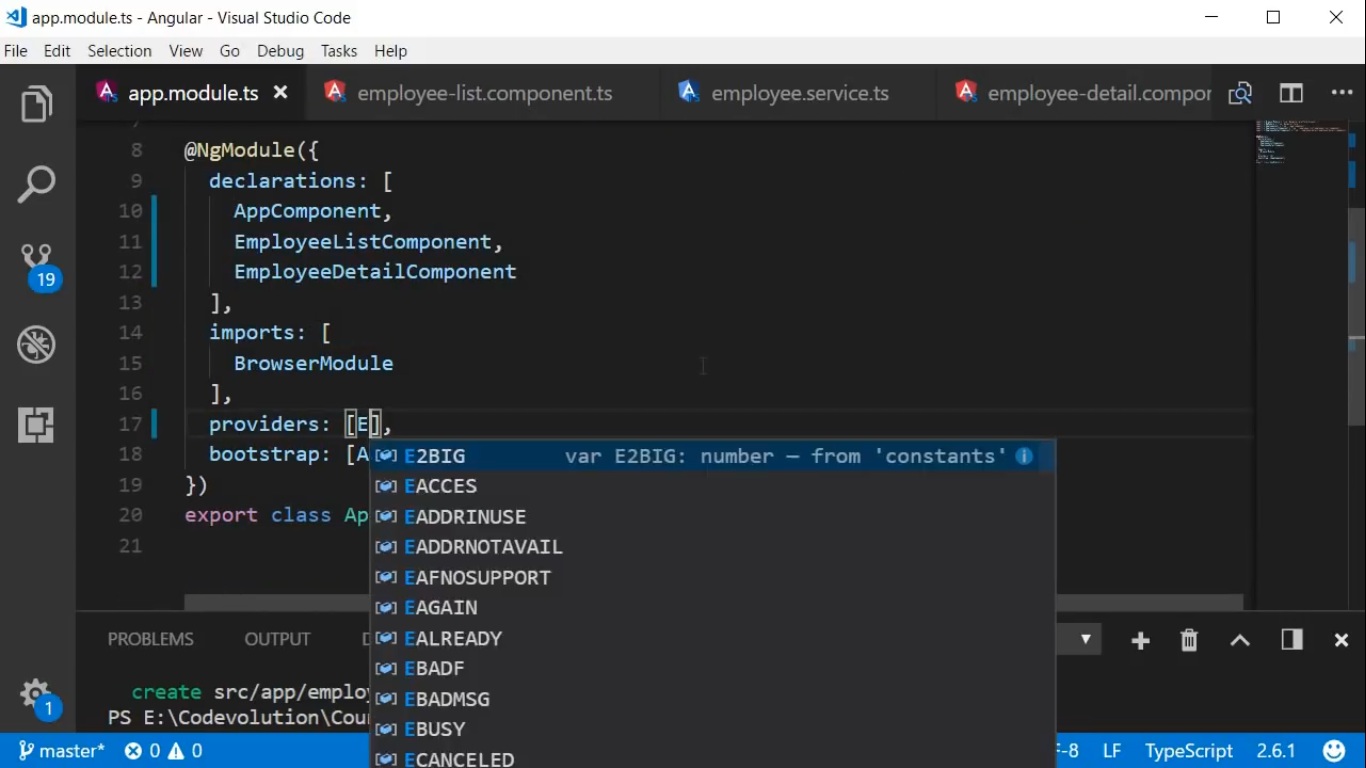 app.module.ts - Angular - Visual Studio Code
File Edit Selection View Go Debug Tasks Help
app.module.ts employee-list.component.ts employee.service.ts employee-detail.compor
8 @NgModule({
9 declarations: [
10 AppComponent,
11 EmployeeListComponent,
12 EmployeeDetailComponent
13 ],
14 imports: [
15 BrowserModule
16 ],
17 providers: [E],
18 bootstrap: [A
19 })
20 export class Ap
21
E2BIG var E2BIG: number — from 'constants'
EACCES
EADDRINUSE
EADDRNOTAVAIL
EAFNOSUPPORT
EAGAIN
EALREADY
EBADF
EBADMSG
EBUSY
ECANCELED
19
1
PROBLEMS OUTPUT
create src/app/emplo
PS E:\Codevolution\Cou
master* 0 0 F-8 LF TypeScript 2.6.1